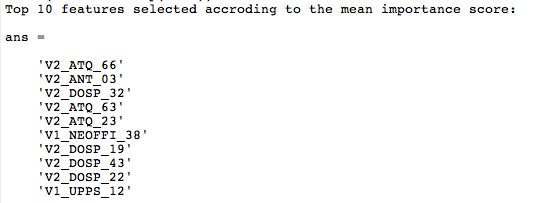 Top 10 features selected accroding to the mean importance score:
ans =
'V2_ATQ_66'
'V2_ANT_03'
'V2_DOSP_32'
'V2_ATQ_63'
'V2_ATQ_23'
'V1_NEOFFI_38'
'V2_DOSP_19'
'V2_DOSP_43'
'V2_DOSP_22'
'V1_UPPS_12'